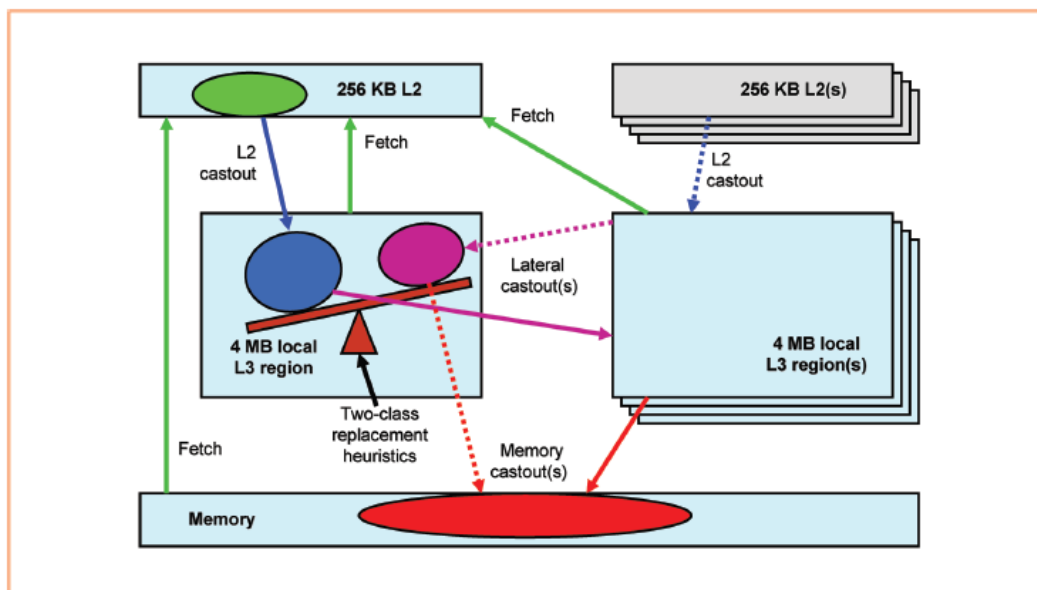 256 KB L2
256 KB L2(s)
Fetch
Fetch
L2
castout
L2
castout
Lateral
castout(s)
4 MB local
L3 region
4 MB local
L3 region(s)
Two-class
replacement
heuristics
Fetch
Memory
castout(s)
Memory